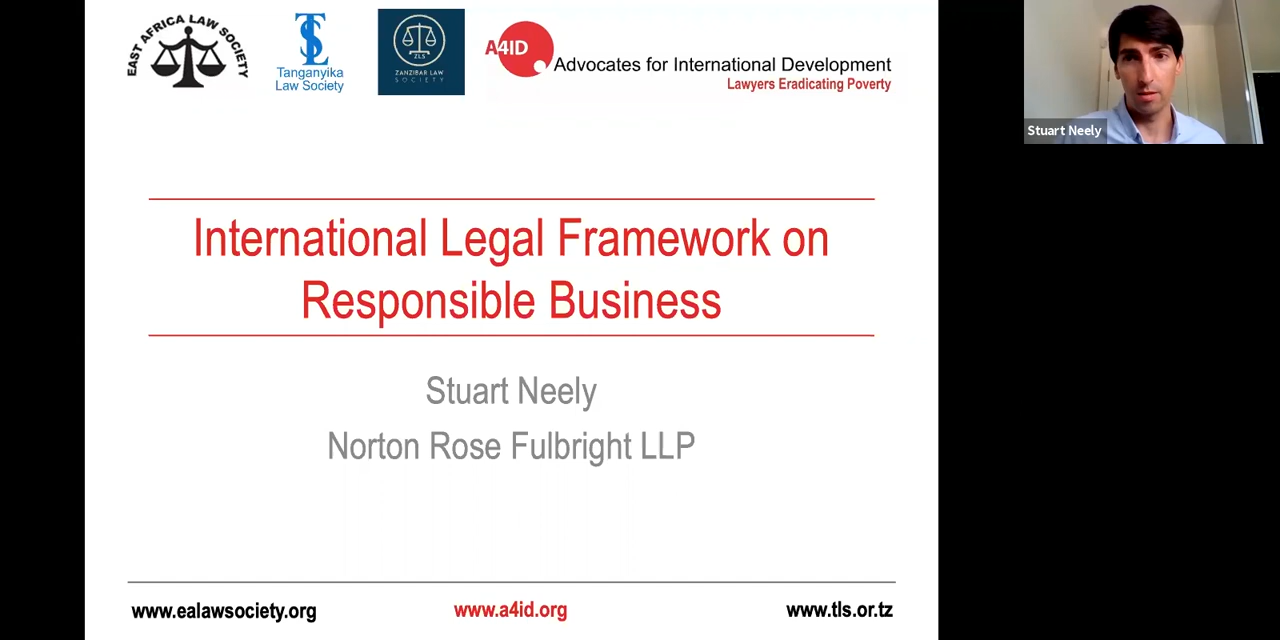 EAST AFRICA LAW SOCIETY
TLS
Tanganyika
Law Society
ZLS
ZANZIBAR LAW
SOCIETY
A4ID
Advocates for International Development
Lawyers Eradicating Poverty
Stuart Neely
International Legal Framework on
Responsible Business
Stuart Neely
Norton Rose Fulbright LLP
www.ealawsociety.org
www.a4id.org
www.tls.or.tz